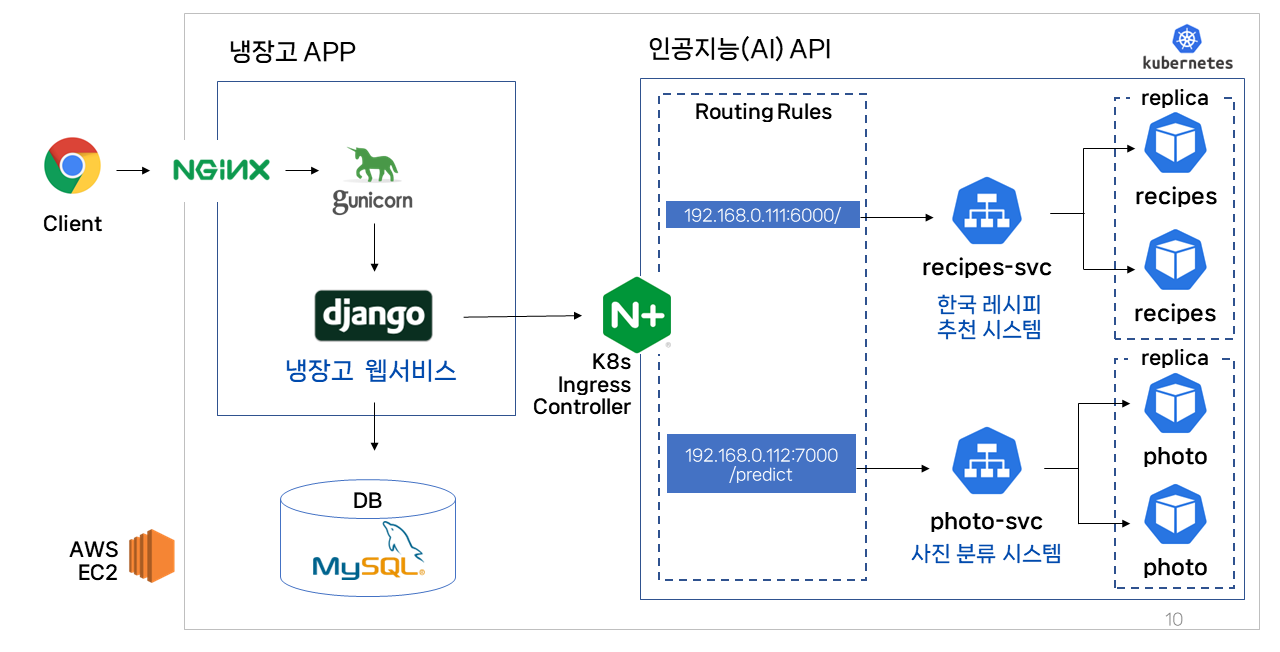 냉장고 APP
인공지능(AI) API
kubernetes
Routing Rules
replica
Client
NGINX
gunicorn
192.168.0.111:6000/
recipes
recipes-svc
한국 레시피
추천 시스템
recipes
django
냉장고 웹서비스
N+
K8s
Ingress
Controller
replica
192.168.0.112:7000
/predict
photo
photo-svc
사진 분류 시스템
photo
DB
MySQL
AWS
EC2
10